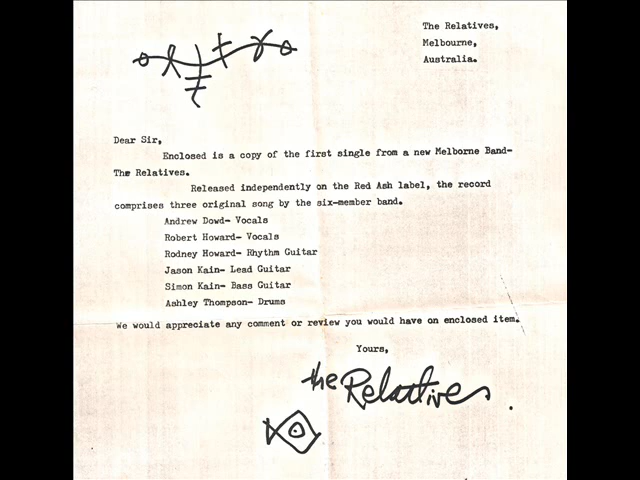 The Relatives,
Melbourne,
Australia.
Dear Sir,
Enclosed is a copy of the first single from a new Melborne Band-
The Relatives.
Released independently on the Red Ash label, the record
comprises three original song by the six-member band.
Andrew Dowd- Vocals
Robert Howard- Vocals
Rodney Howard- Rhythm Guitar
Jason Kain- Lead Guitar
Simon Kain- Bass Guitar
Ashley Thompson- Drums
We would appreciate any comment or review you would have on enclosed item.
Yours,
the Relatives.